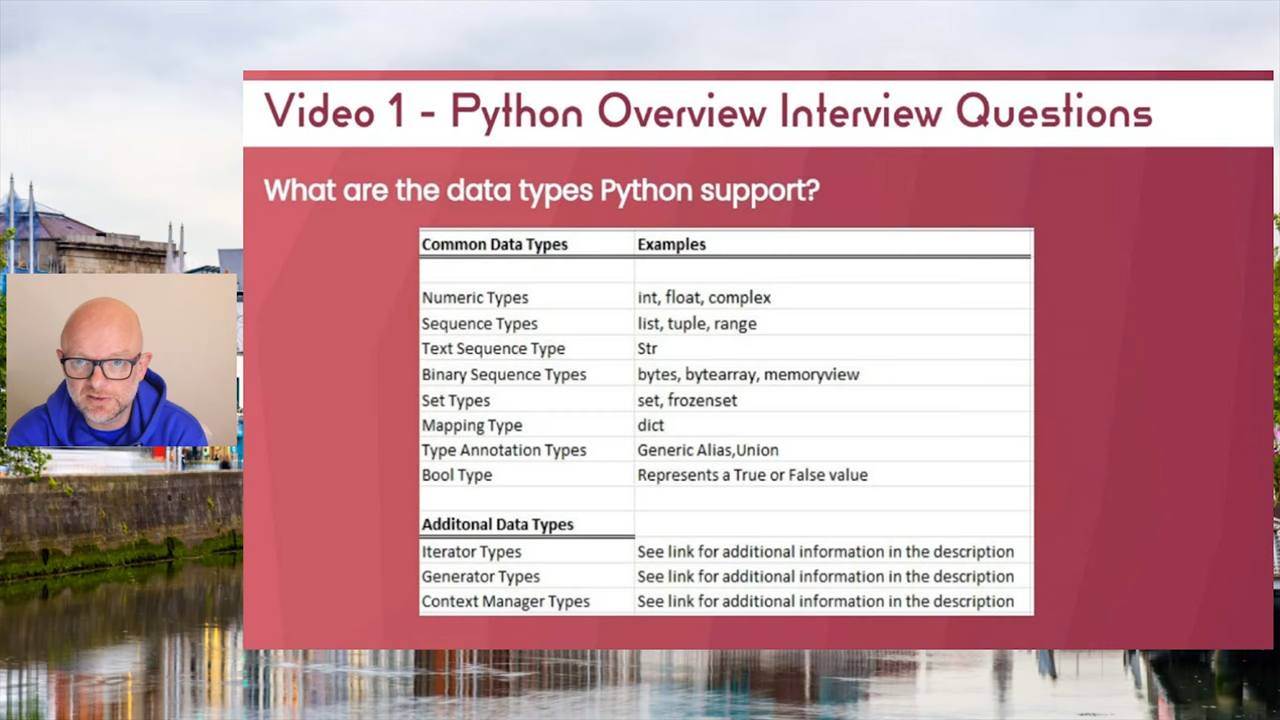 Video 1 - Python Overview Interview Questions
What are the data types Python support?
Common Data Types Examples
Numeric Types int, float, complex
Sequence Types list, tuple, range
Text Sequence Type Str
Binary Sequence Types bytes, bytearray, memoryview
Set Types set, frozenset
Mapping Type dict
Type Annotation Types Generic Alias,Union
Bool Type Represents a True or False value
Additonal Data Types
Iterator Types See link for additional information in the description
Generator Types See link for additional information in the description
Context Manager Types See link for additional information in the description